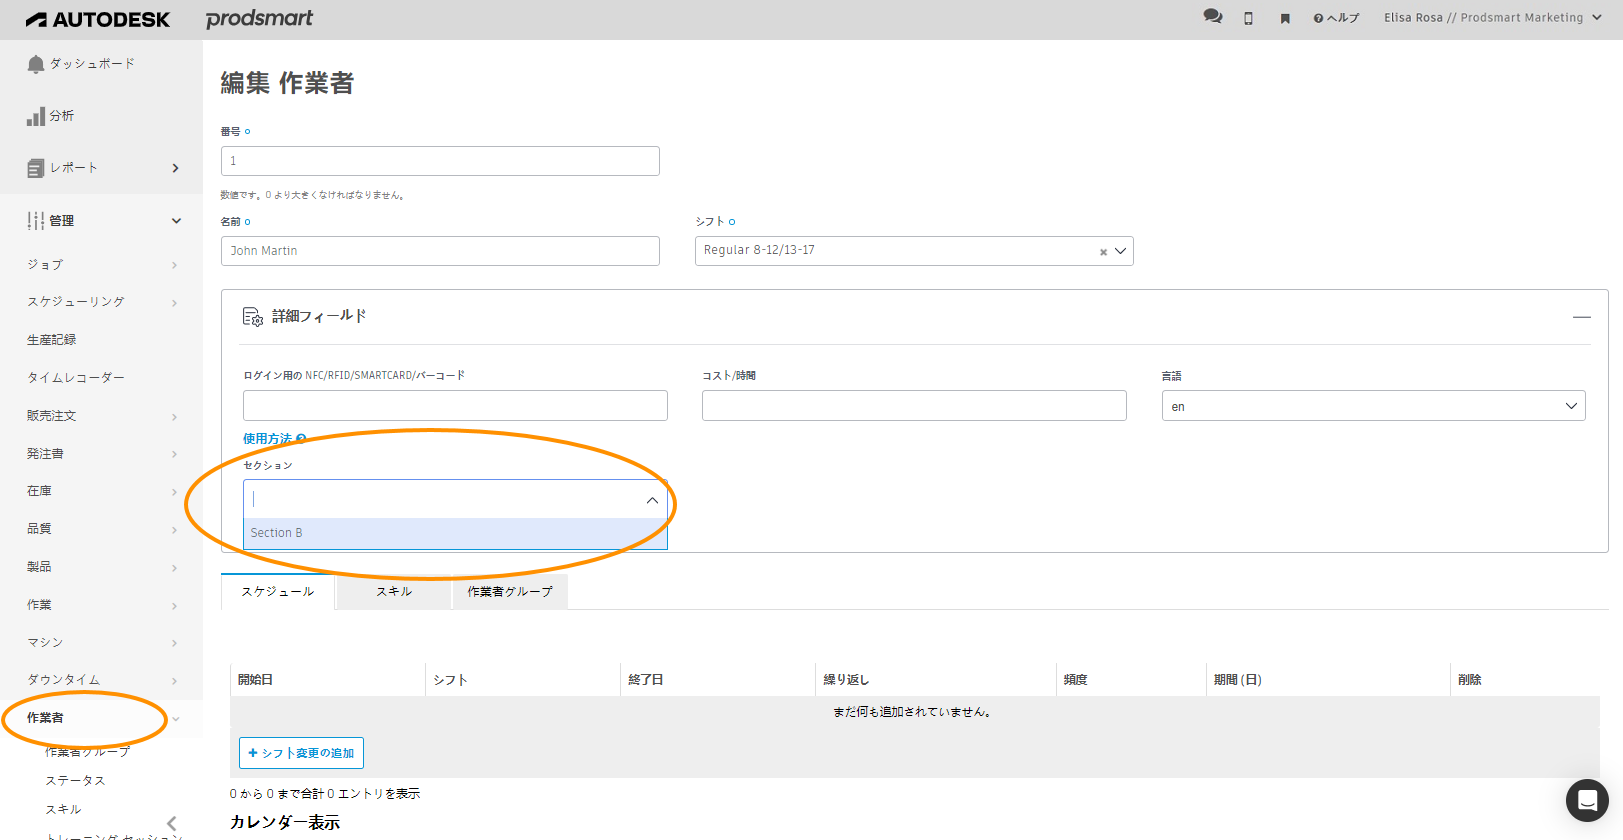 AUTODESK prodsmart
ヘルプ Elisa Rosa // Prodsmart Marketing
ダッシュボード
分析
レポート
管理
ジョブ
スケジューリング
生産記録
タイムレコーダー
販売注文
発注書
在庫
品質
製品
作業
マシン
ダウンタイム
作業者
作業者グループ
ステータス
スキル
トレーニング セッション
編集 作業者
番号
1
数値です。0 より大きくなければなりません。
名前 シフト
John Martin Regular 8-12/13-17
詳細フィールド
ログイン用の NFC/RFID/SMARTCARD/バーコード コスト/時間 言語
en
使用方法
セクション
Section B
スケジュール スキル 作業者グループ
開始日 シフト 終了日 繰り返し 頻度 期間 (日) 削除
まだ何も追加されていません。
+ シフト変更の追加
0 から 0 まで合計 0 エントリを表示
カレンダー表示